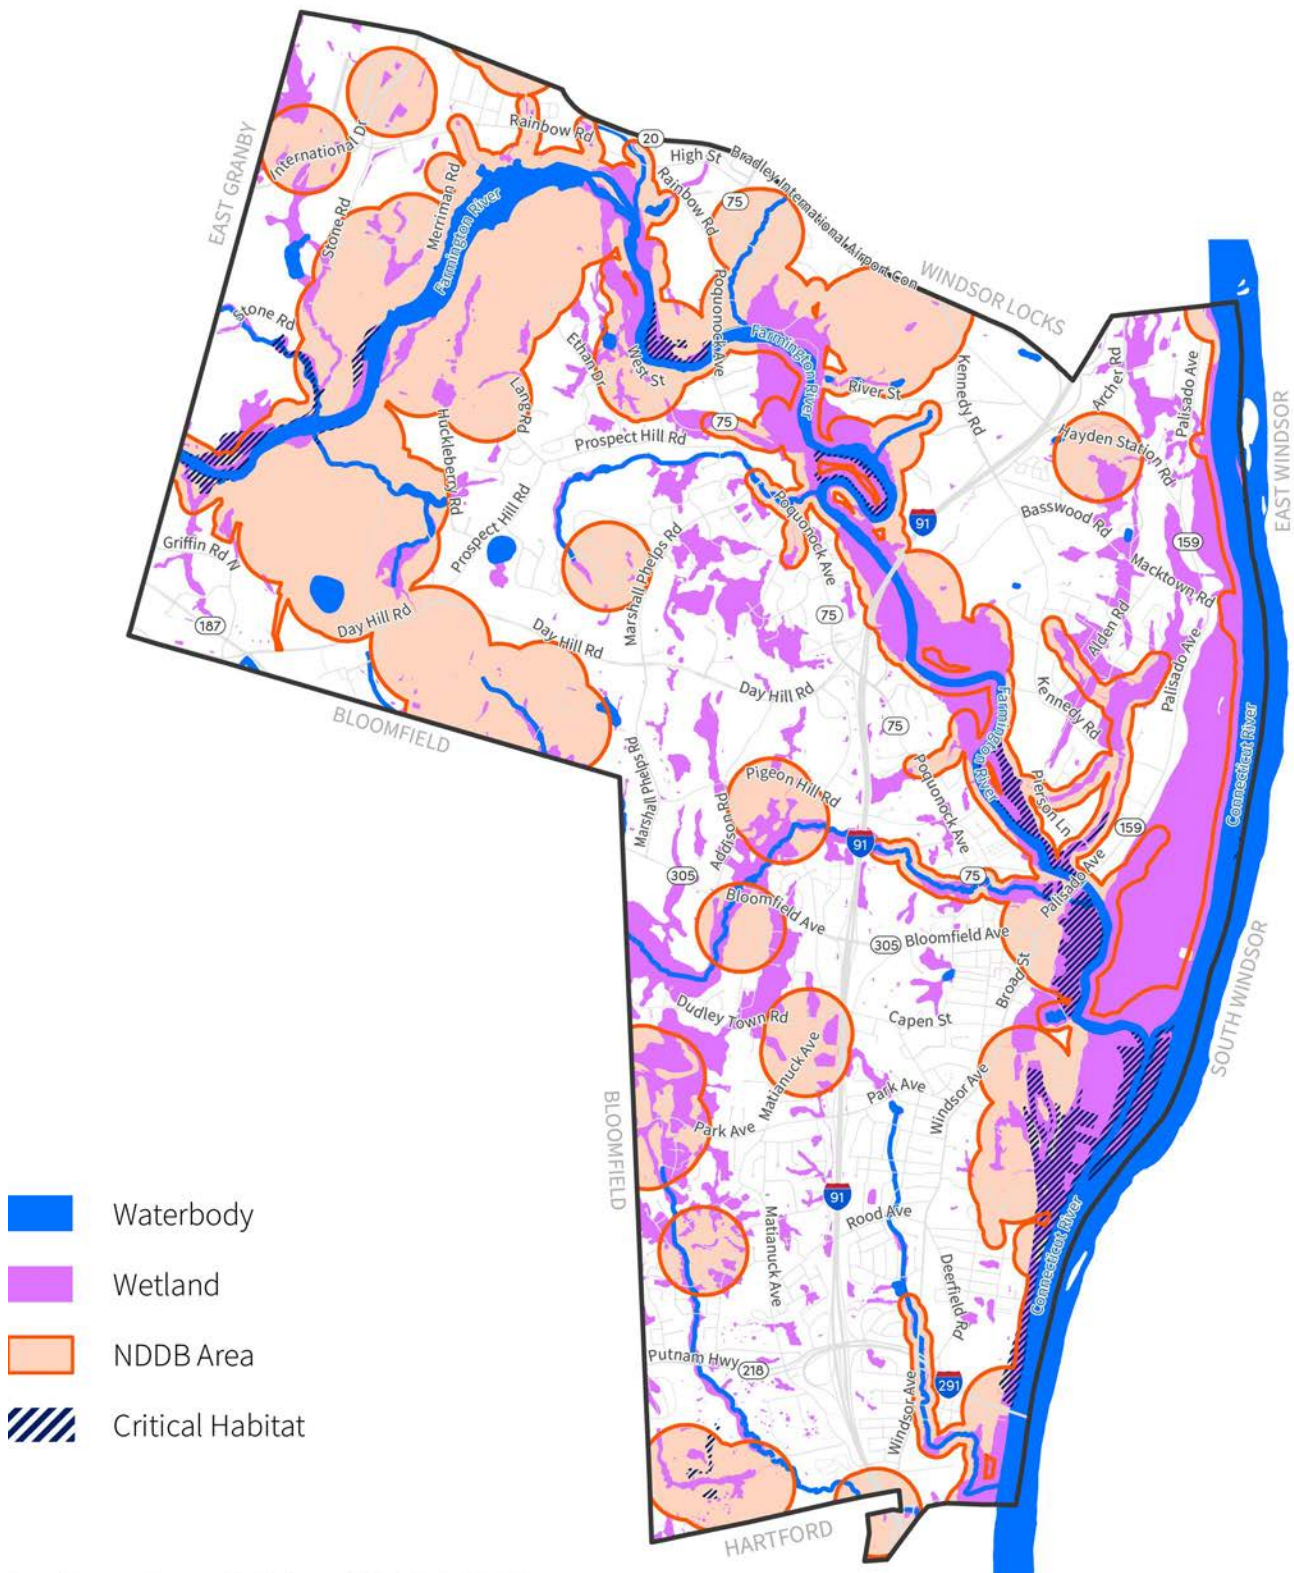 Rainbow Rd
20
High St
Bradley International Airport Con
International Dr
EAST GRANBY
Merriman Rd
Rainbow Rd
75
Stone Rd
Farmington River
WINDSOR LOCKS
Stone Rd
Poquonock Ave
Farmington River
Ethan Dr
West St
River St
Kennedy Rd
Archer Rd
Palisado Ave
Lang Rd
Huckleberry Rd
75
Prospect Hill Rd
Hayden Station Rd
EAST WINDSOR
Prospect Hill Rd
Poquonock Ave
91
Basswood Rd
159
Griffin Rd N
Marshall Phelps Rd
Macktown Rd
187
Day Hill Rd
Day Hill Rd
75
Alden Rd
Palisado Ave
Day Hill Rd
Kennedy Rd
Farmington River
BLOOMFIELD
75
Marshall Phelps Rd
Pigeon Hill Rd
Poquonock Ave
Pierson Ln
Connecticut River
Addison Rd
91
159
305
75
Palisado Ave
Bloomfield Ave
305
Bloomfield Ave
Broad St
SOUTH WINDSOR
Dudley Town Rd
Capen St
Matianuck Ave
Park Ave
Windsor Ave
BLOOMFIELD
Park Ave
91
Rood Ave
Matianuck Ave
Connecticut River
Deerfield Rd
Putnam Hwy
218
291
Windsor Ave
HARTFORD
Waterbody
Wetland
NDDB Area
Critical Habitat